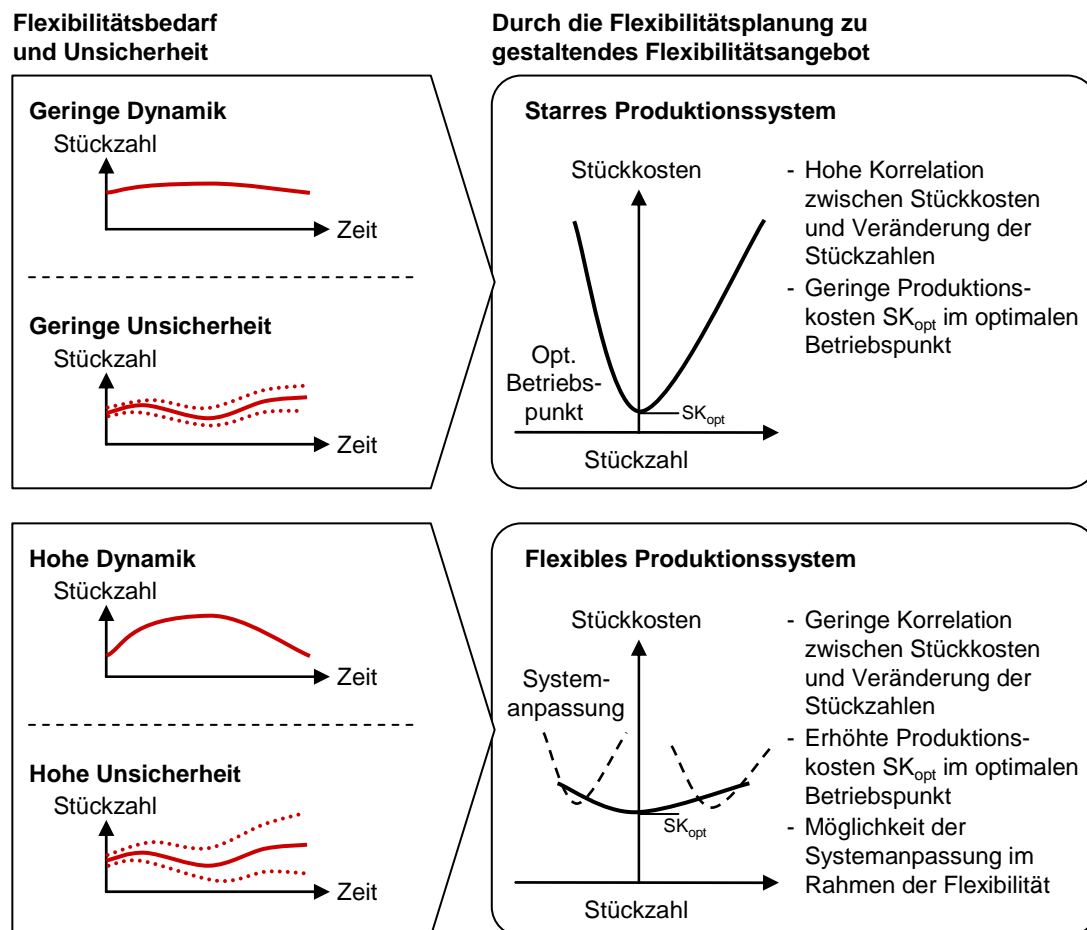 Flexibilitätsbedarf
und Unsicherheit
Durch die Flexibilitätsplanung zu
gestaltendes Flexibilitätsangebot
Geringe Dynamik
Stückzahl
Zeit
Geringe Unsicherheit
Stückzahl
Zeit
Starres Produktionssystem
Stückkosten
Opt.
Betriebs-
punkt
SKopt
Stückzahl
- Hohe Korrelation
zwischen Stückkosten
und Veränderung der
Stückzahlen
- Geringe Produktions-
kosten SKopt im optimalen
Betriebspunkt
Hohe Dynamik
Stückzahl
Zeit
Hohe Unsicherheit
Stückzahl
Zeit
Flexibles Produktionssystem
Stückkosten
System-
anpassung
SKopt
Stückzahl
- Geringe Korrelation
zwischen Stückkosten
und Veränderung der
Stückzahlen
- Erhöhte Produktions-
kosten SKopt im optimalen
Betriebspunkt
- Möglichkeit der
Systemanpassung im
Rahmen der Flexibilität